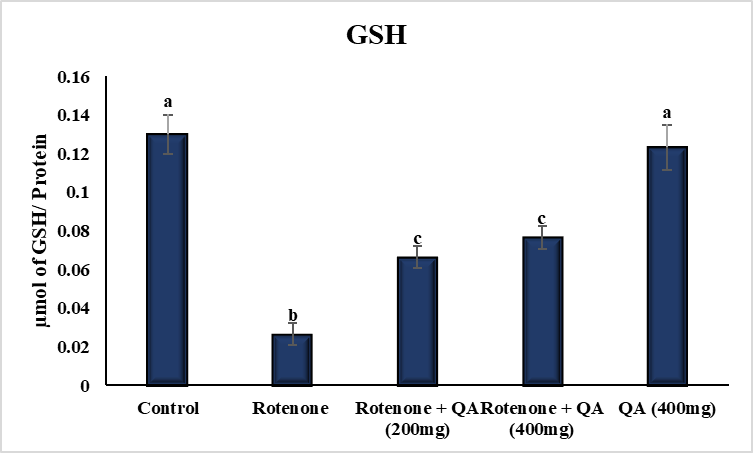 GSH
µmol of GSH/ Protein
0.16
0.14
0.12
0.1
0.08
0.06
0.04
0.02
0
a
b
c
c
a
Control
Rotenone
Rotenone + QA
(200mg)
Rotenone + QA
(400mg)
QA (400mg)